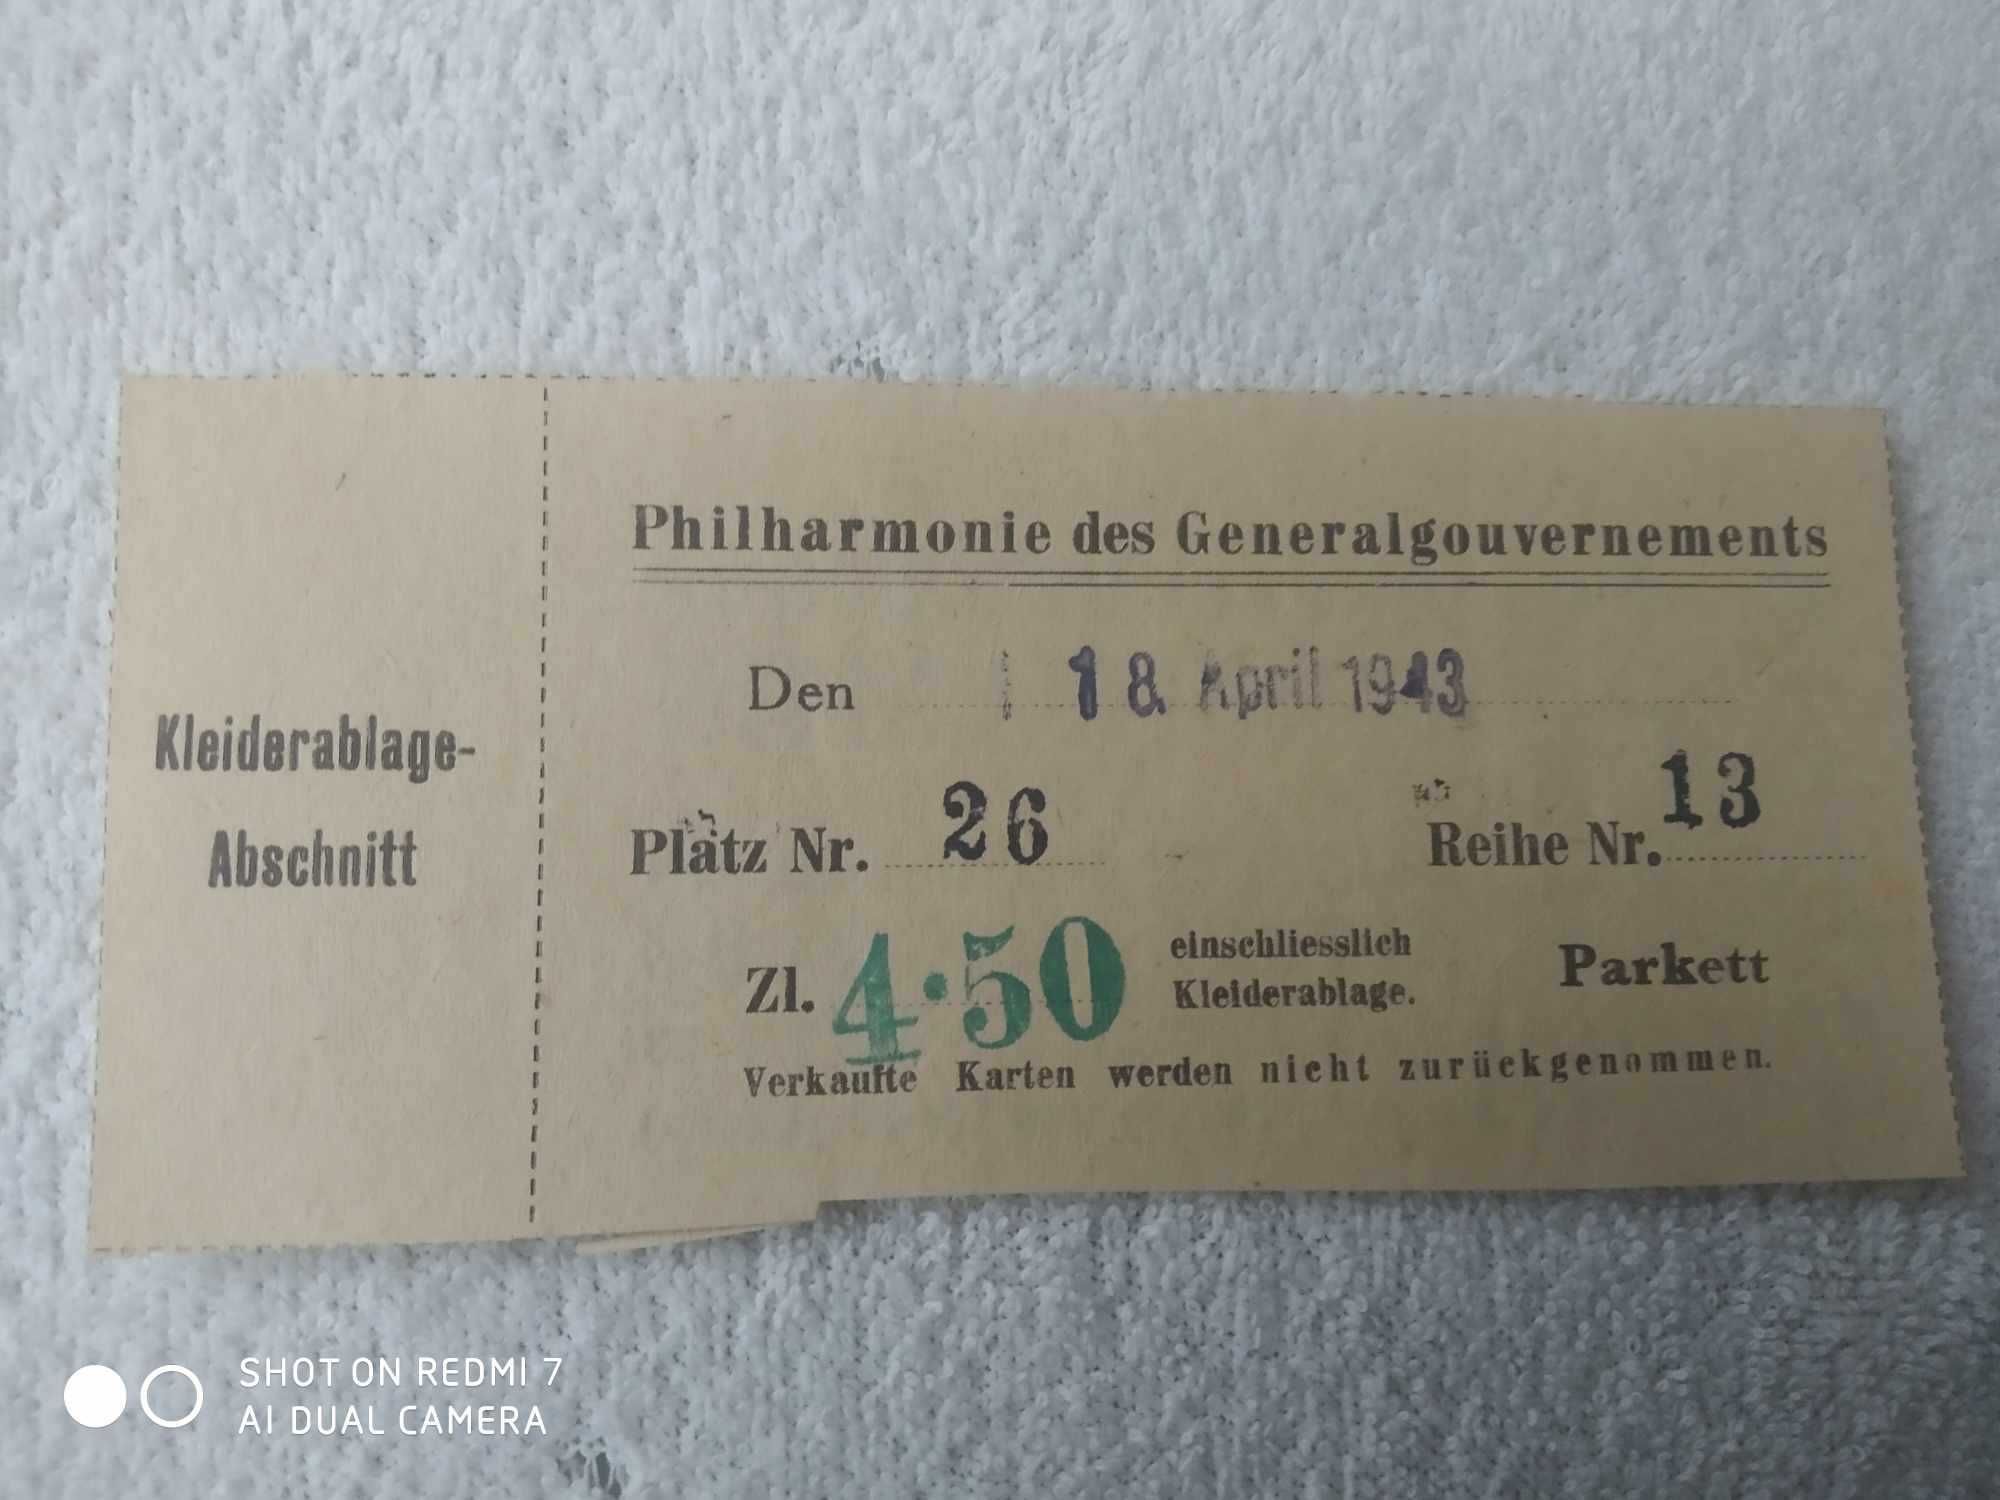 Kleiderablage-
Abschnitt
Philharmonie des Generalgouvernements
Den 18. April 1943
Platz Nr. 26
Reihe Nr. 13
Zl. 4·50 einschliesslich
Kleiderablage.
Parkett
Verkaufte Karten werden nicht zurückgenommen.
SHOT ON REDMI 7
AI DUAL CAMERA